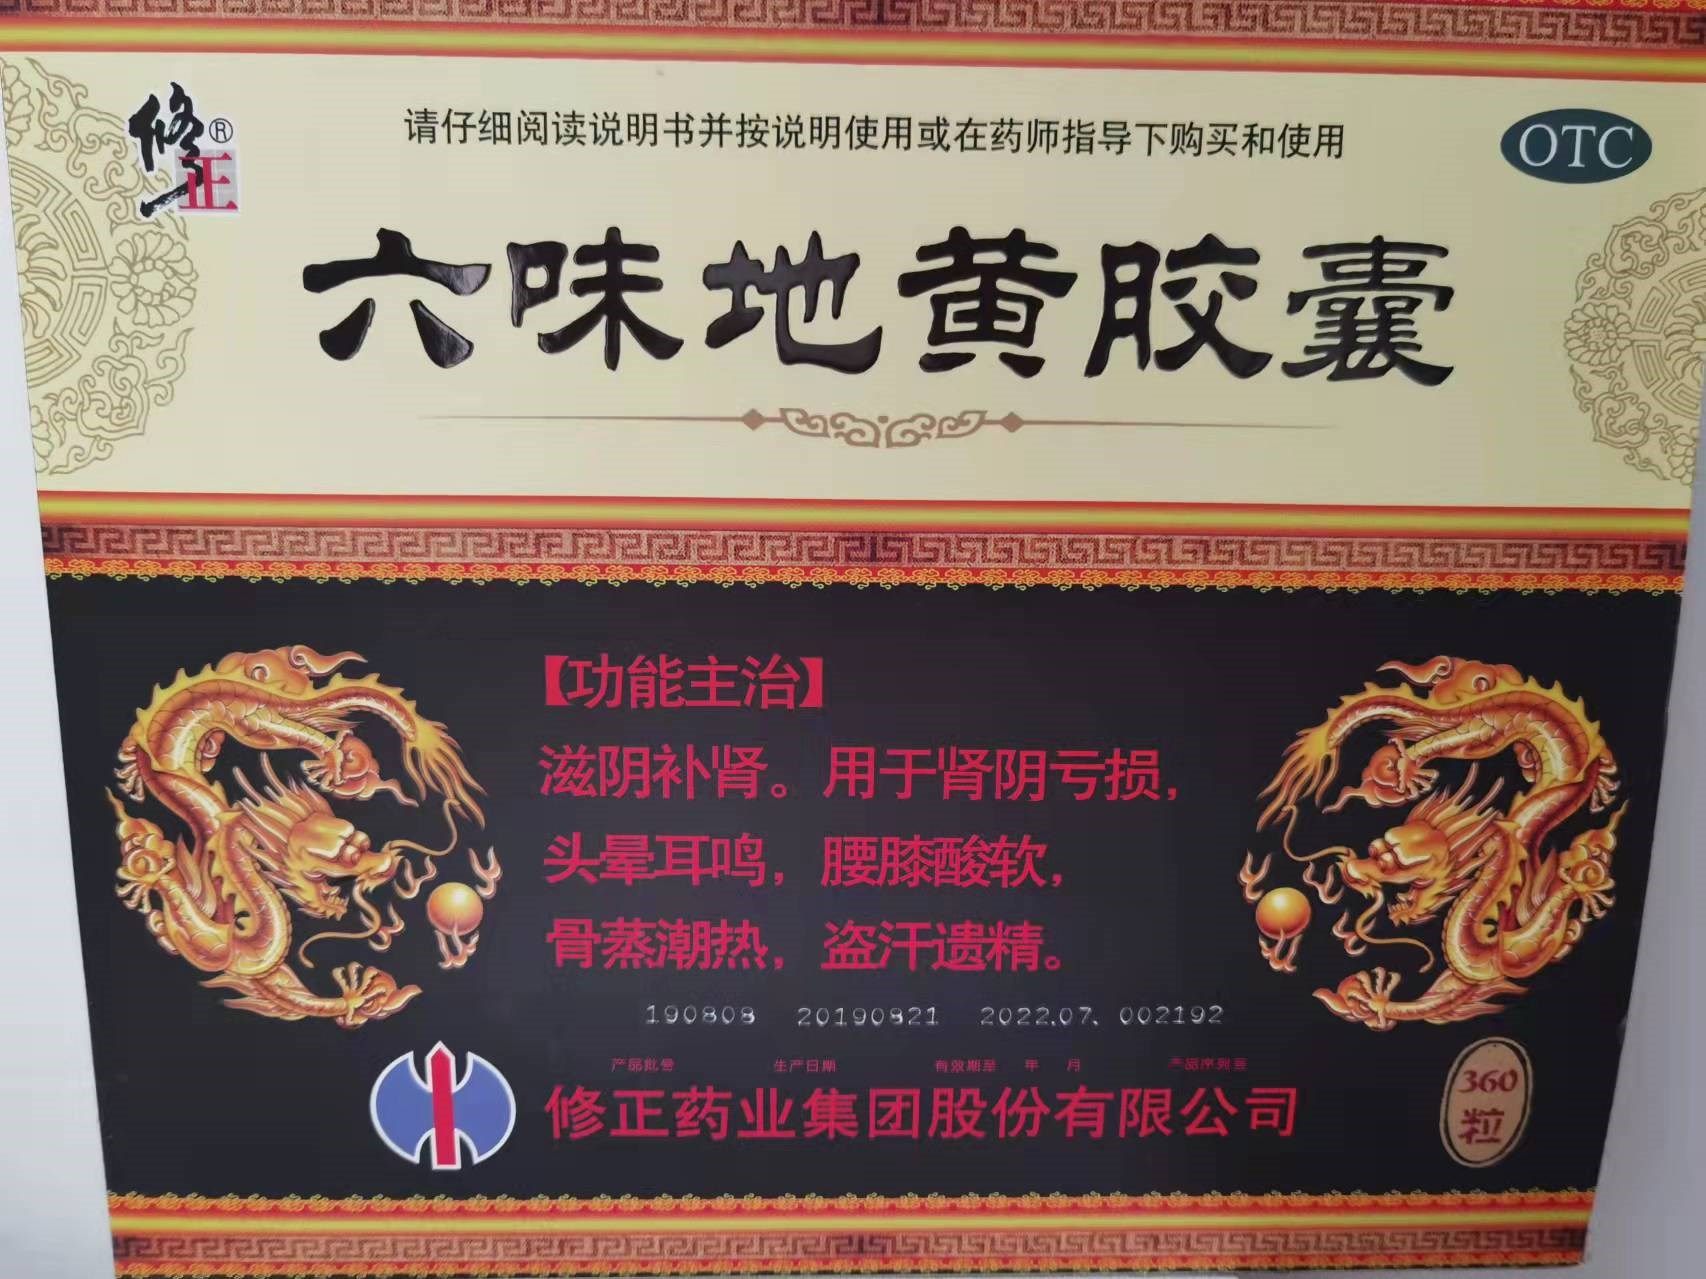 修正®
请仔细阅读说明书并按说明使用或在药师指导下购买和使用
OTC
六味地黄胶囊
【功能主治】
滋阴补肾。用于肾阴亏损，
头晕耳鸣，腰膝酸软，
骨蒸潮热，盗汗遗精。
190808 20190821 2022.07. 002192
产品批号 生产日期 有效期至 年 月 产品序列号
修正药业集团股份有限公司
360
粒